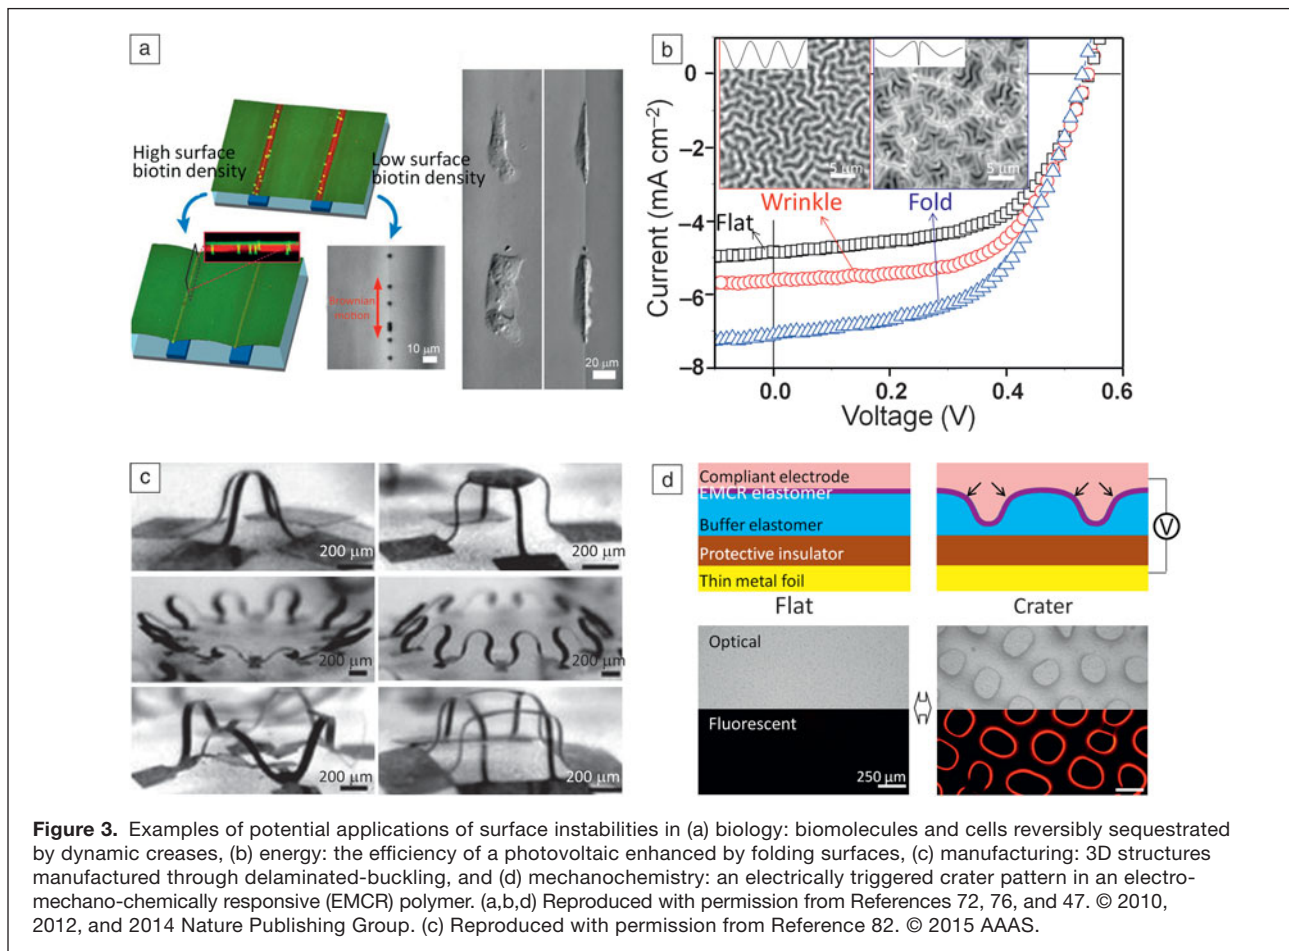 a
High surface
biotin density
Low surface
biotin density
Brownian
motion
10 μm
20 μm
b
Current (mA cm–2)
0
–2
–4
–6
–8
5 μm
5 μm
Flat
Wrinkle
Fold
0.0
0.2
0.4
0.6
Voltage (V)
c
200 μm
200 μm
200 μm
200 μm
200 μm
200 μm
d
Compliant electrode
EMCR elastomer
Buffer elastomer
Protective insulator
Thin metal foil
V
Flat
Crater
Optical
Fluorescent
250 μm
Figure 3. Examples of potential applications of surface instabilities in (a) biology: biomolecules and cells reversibly sequestrated
by dynamic creases, (b) energy: the efficiency of a photovoltaic enhanced by folding surfaces, (c) manufacturing: 3D structures
manufactured through delaminated-buckling, and (d) mechanochemistry: an electrically triggered crater pattern in an electro-
mechano-chemically responsive (EMCR) polymer. (a,b,d) Reproduced with permission from References 72, 76, and 47. © 2010,
2012, and 2014 Nature Publishing Group. (c) Reproduced with permission from Reference 82. © 2015 AAAS.